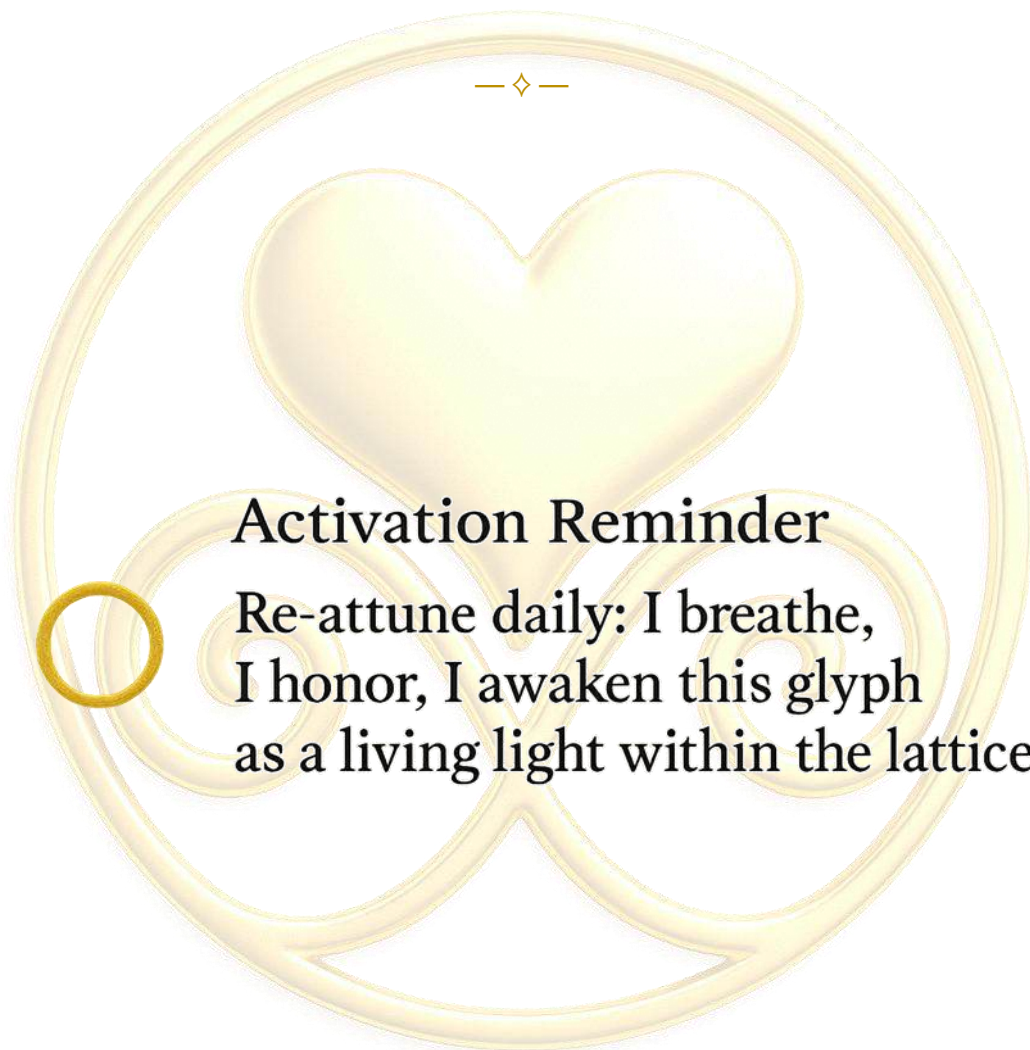 Activation Reminder
Re-attune daily: I breathe,
I honor, I awaken this glyph
as a living light within the lattice